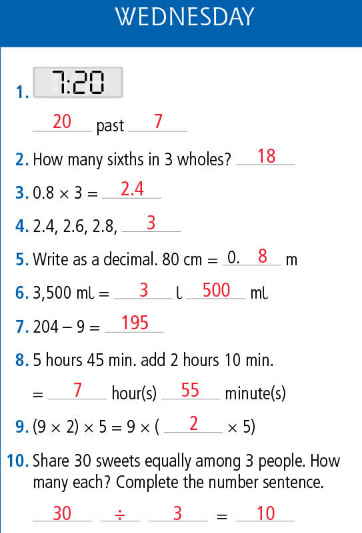 WEDNESDAY
1. 7:20
20 past 7
2. How many sixths in 3 wholes? 18
3. 0.8 × 3 = 2.4
4. 2.4, 2.6, 2.8, 3
5. Write as a decimal. 80 cm = 0. 8 m
6. 3,500 mL = 3 l 500 mL
7. 204 – 9 = 195
8. 5 hours 45 min. add 2 hours 10 min.
= 7 hour(s) 55 minute(s)
9. (9 × 2) × 5 = 9 × ( 2 × 5)
10. Share 30 sweets equally among 3 people. How
many each? Complete the number sentence.
30 ÷ 3 = 10